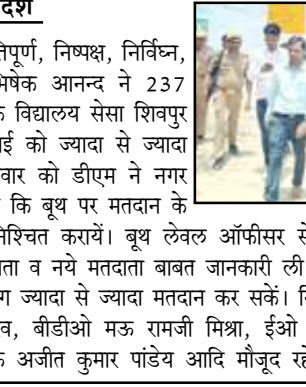 तिपूर्ण, निष्पक्ष, निर्विघ्न,
भिषेक आनन्द ने 237
विद्यालय सेसा शिवपुर
ई को ज्यादा से ज्यादा
वार को डीएम ने नगर
कि बूथ पर मतदान के
निश्चित करायें। बूथ लेवल ऑफीसर से
ता व नये मतदाता बाबत जानकारी ली
ग ज्यादा से ज्यादा मतदान कर सकें।
व, बीडीओ मऊ रामजी मिश्रा, ईओ
अजीत कुमार पांडेय आदि मौजूद रह